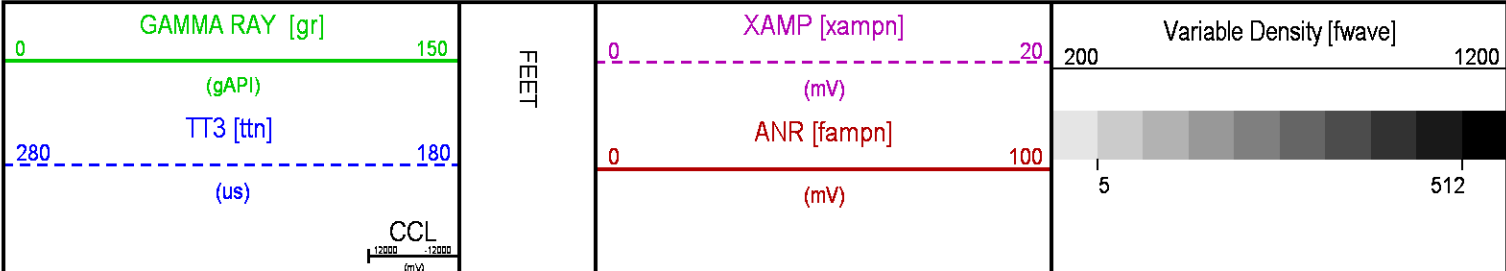 GAMMA RAY [gr]
0 150
(gAPI)
TT3 [ttn]
280 180
(us)
CCL
12000 -12000
(mV)
FEET
XAMP [xampn]
0 20
(mV)
ANR [fampn]
0 100
(mV)
Variable Density [fwave]
200 1200
5 512